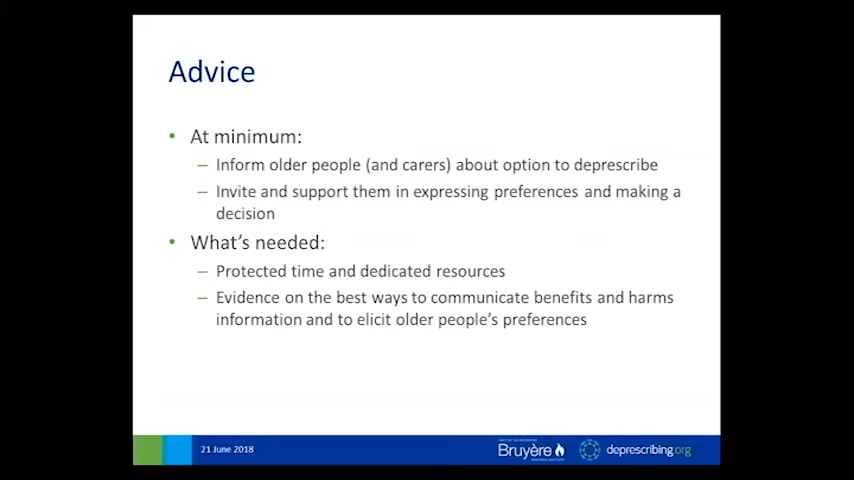 Advice
• At minimum:
– Inform older people (and carers) about option to deprescribe
– Invite and support them in expressing preferences and making a
decision
• What's needed:
– Protected time and dedicated resources
– Evidence on the best ways to communicate benefits and harms
information and to elicit older people's preferences
21 June 2018
Bruyère
deprescribing.org